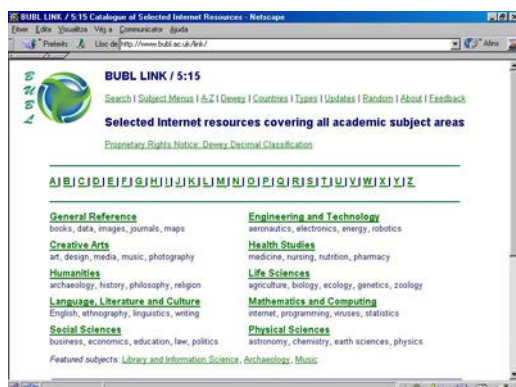 BUBL LINK / 5:15 Catalogue of Selected Internet Resources - Netscape
Fitxer Edita Visualitza Vés a Communicator Ajuda
Preferits Lloc de http://www.bubl.ac.uk/link/ Afins
BUBL
BUBL LINK / 5:15
Search | Subject Menus | A-Z | Dewey | Countries | Types | Updates | Random | About | Feedback
Selected Internet resources covering all academic subject areas
Proprietary Rights Notice: Dewey Decimal Classification
A | B | C | D | E | F | G | H | I | J | K | L | M | N | O | P | Q | R | S | T | U | V | W | X | Y | Z
General Reference
books, data, images, journals, maps
Creative Arts
art, design, media, music, photography
Humanities
archaeology, history, philosophy, religion
Language, Literature and Culture
English, ethnography, linguistics, writing
Social Sciences
business, economics, education, law, politics
Engineering and Technology
aeronautics, electronics, energy, robotics
Health Studies
medicine, nursing, nutrition, pharmacy
Life Sciences
agriculture, biology, ecology, genetics, zoology
Mathematics and Computing
internet, programming, viruses, statistics
Physical Sciences
astronomy, chemistry, earth sciences, physics
Featured subjects: Library and Information Science, Archaeology, Music